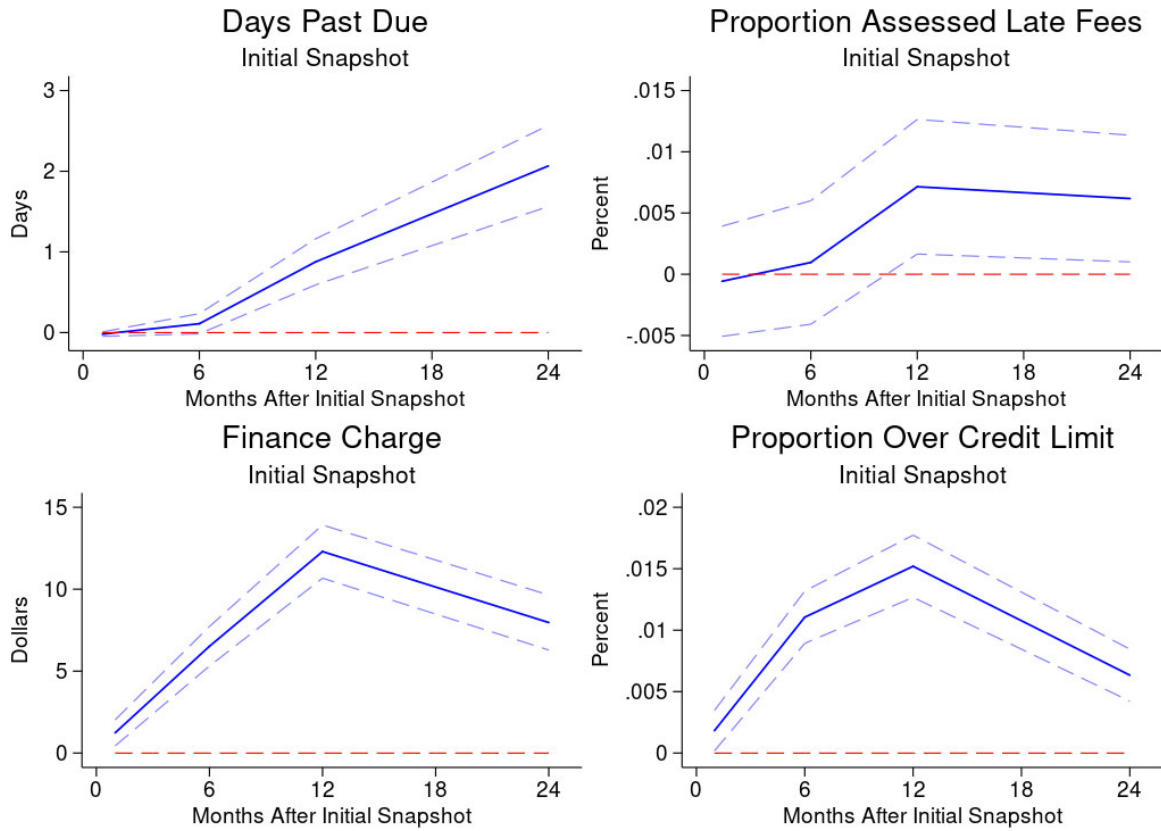 Days Past Due
Initial Snapshot
3
2
1
0
Days
0 6 12 18 24
Months After Initial Snapshot
Proportion Assessed Late Fees
Initial Snapshot
.015
.01
.005
0
-.005
Percent
0 6 12 18 24
Months After Initial Snapshot
Finance Charge
Initial Snapshot
15
10
5
0
Dollars
0 6 12 18 24
Months After Initial Snapshot
Proportion Over Credit Limit
Initial Snapshot
.02
.015
.01
.005
0
Percent
0 6 12 18 24
Months After Initial Snapshot